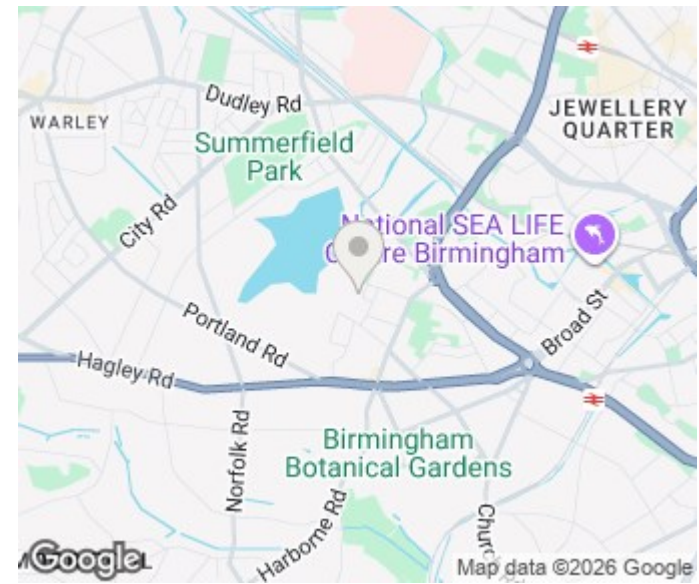 Dudley Rd
JEWELLERY
QUARTER
WARLEY
Summerfield
Park
City Rd
National SEA LIFE
Centre Birmingham
Broad St
Portland Rd
Hagley Rd
Norfolk Rd
Birmingham
Botanical Gardens
Harborne Rd
Google
Map data ©2026 Google